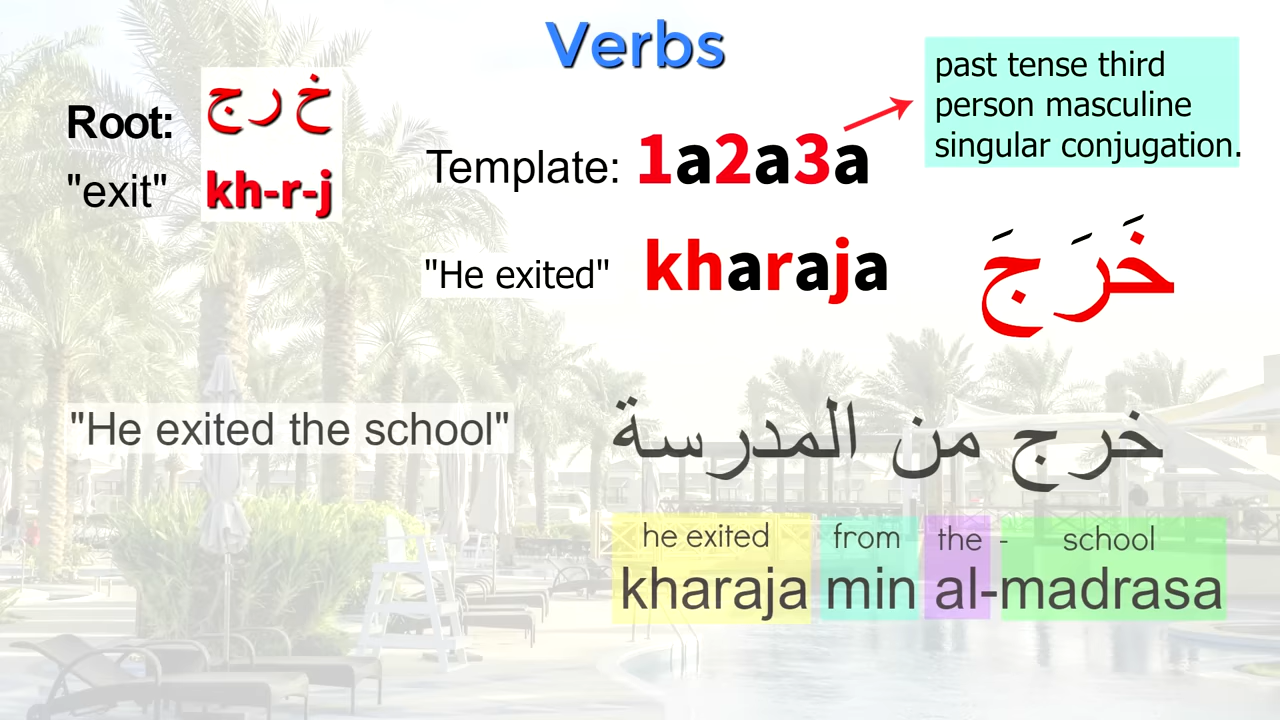 Verbs
Root:
خ ر ج
"exit"
kh-r-j
Template: 1a2a3a
past tense third
person masculine
singular conjugation.
"He exited" kharaja خَرَجَ
"He exited the school"
خرج من المدرسة
he exited from the - school
kharaja min al-madrasa